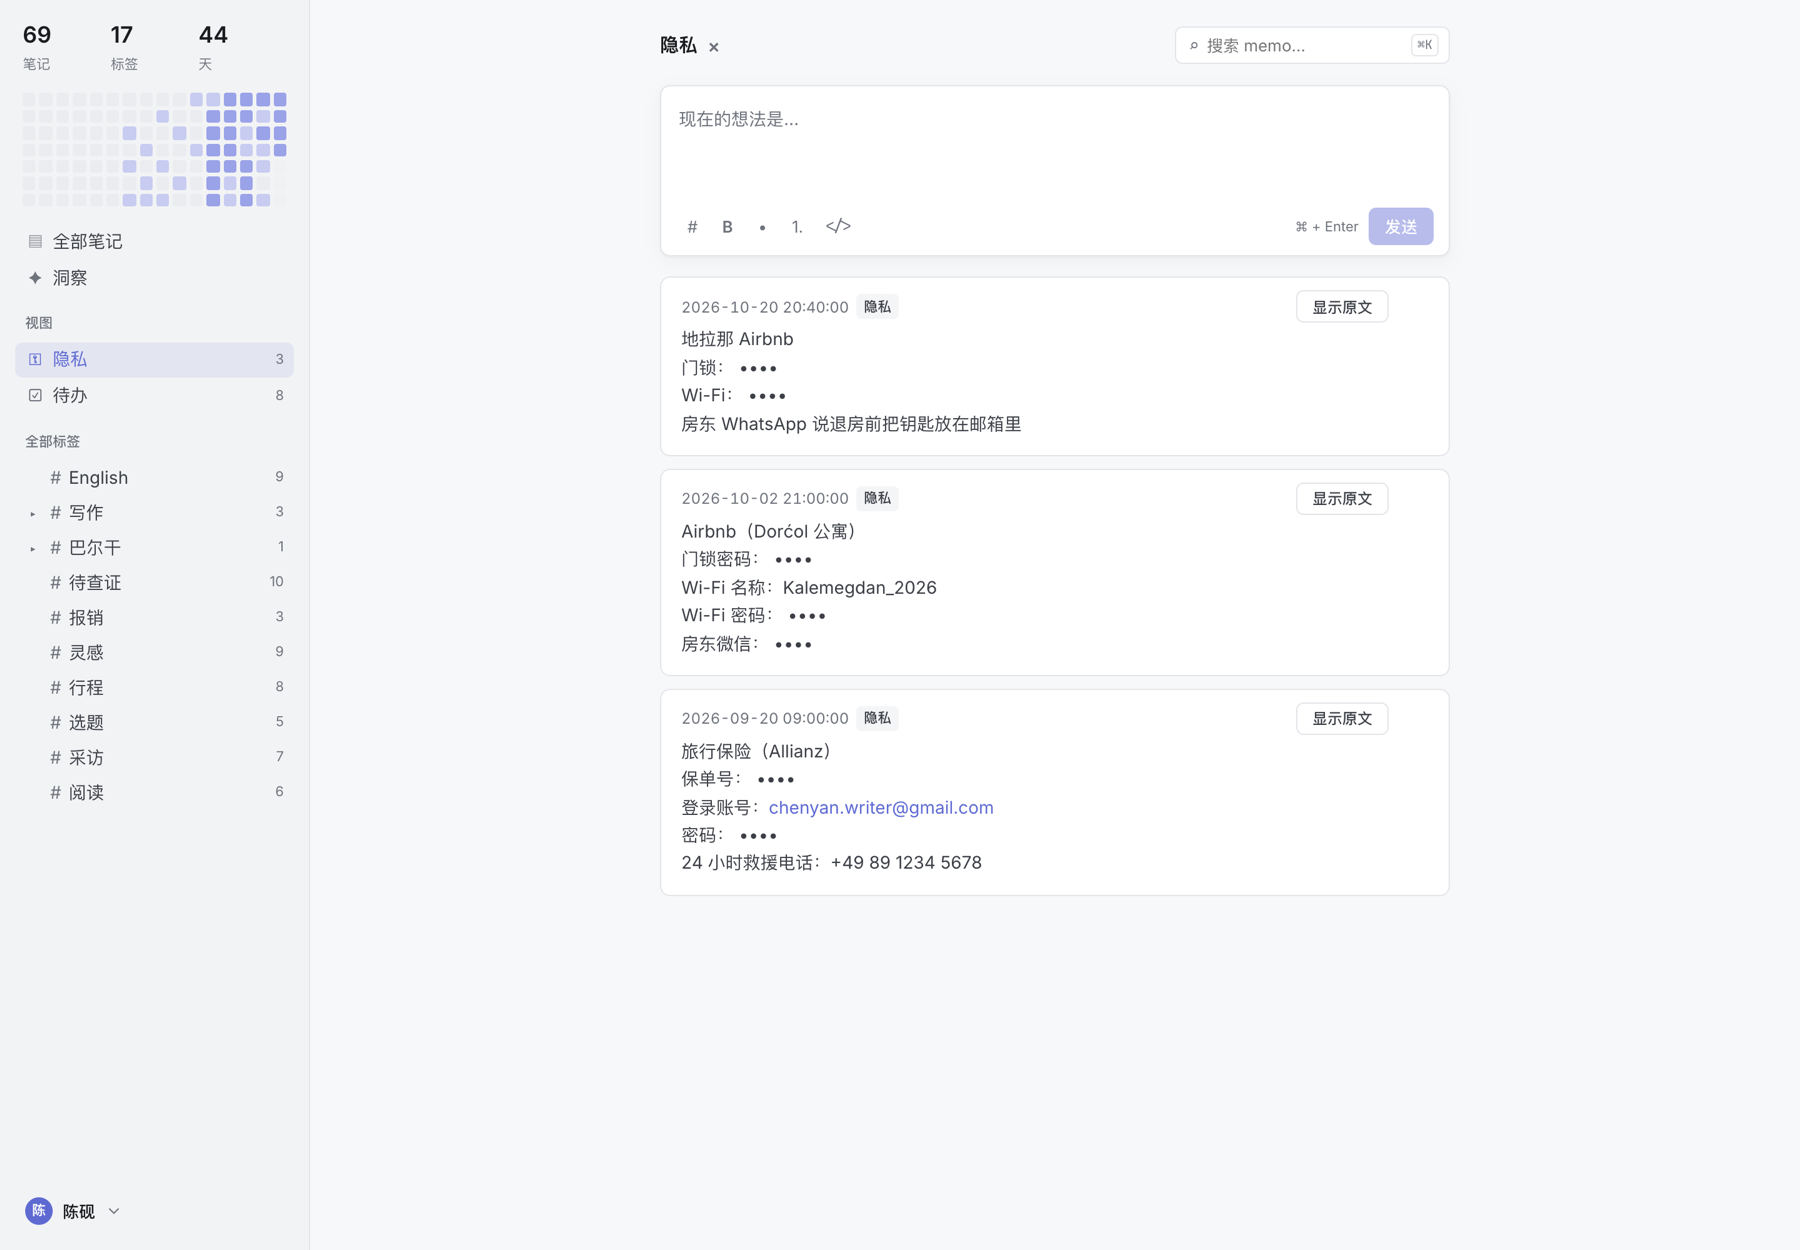 69 17 44
笔记 标签 天
全部笔记
洞察
视图
隐私 3
待办 8
全部标签
# English 9
# 写作 3
# 巴尔干 1
# 待查证 10
# 报销 3
# 灵感 9
# 行程 8
# 选题 5
# 采访 7
# 阅读 6
陈 陈砚
隐私 ×
搜索 memo... ⌘K
现在的想法是...
# B • 1. </>
⌘ + Enter 发送
2026-10-20 20:40:00 隐私 显示原文
地拉那 Airbnb
门锁： ••••
Wi-Fi： ••••
房东 WhatsApp 说退房前把钥匙放在邮箱里
2026-10-02 21:00:00 隐私 显示原文
Airbnb（Dorćol 公寓）
门锁密码： ••••
Wi-Fi 名称：Kalemegdan_2026
Wi-Fi 密码： ••••
房东微信： ••••
2026-09-20 09:00:00 隐私 显示原文
旅行保险（Allianz）
保单号： ••••
登录账号：chenyan.writer@gmail.com
密码： ••••
24 小时救援电话：+49 89 1234 5678